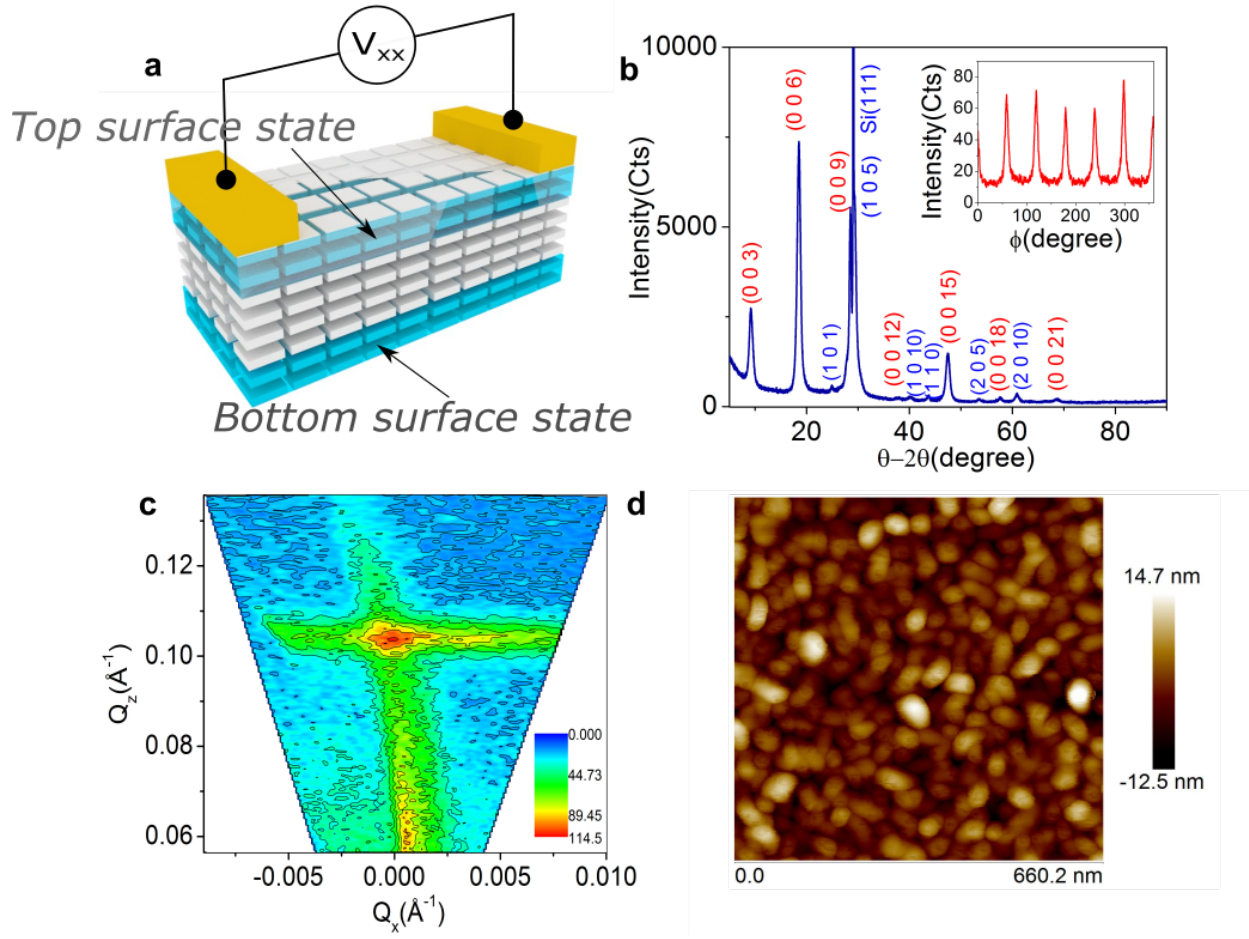 a
V xx
Top surface state
Bottom surface state
b
10000
5000
0
Intensity(Cts)
20
40
60
80
θ−2θ(degree)
(0 0 3)
(0 0 6)
(1 0 1)
(0 0 9)
(1 0 5) Si(111)
(0 0 12)
(1 0 10)
(1 1 0)
(0 0 15)
(2 0 5)
(0 0 18)
(2 0 10)
(0 0 21)
Intensity(Cts)
80
60
40
20
0
0
100
200
300
ϕ(degree)
c
0.12
0.10
0.08
0.06
Q_z(Å⁻¹)
-0.005
0.000
0.005
0.010
Q_x(Å⁻¹)
0.000
44.73
89.45
114.5
d
14.7 nm
-12.5 nm
0.0
660.2 nm